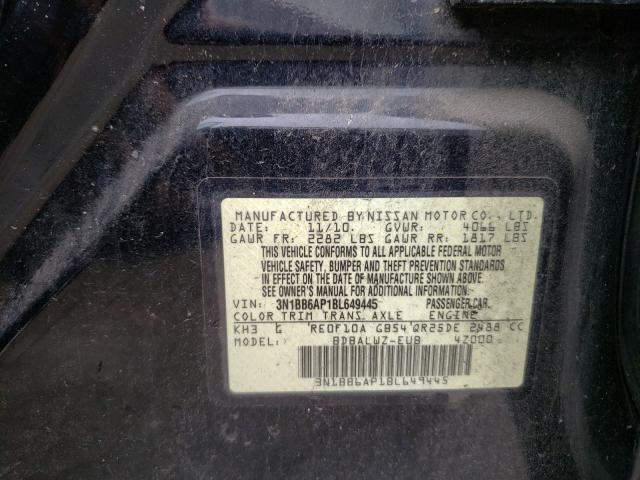 MANUFACTURED BY NISSAN MOTOR CO., LTD.
DATE: 11/10. GVWR: 4066 LBS
GAWR FR: 2282 LBS GAWR RR: 1817 LBS
THIS VEHICLE CONFORMS TO ALL APPLICABLE FEDERAL MOTOR
VEHICLE SAFETY, BUMPER AND THEFT PREVENTION STANDARDS
IN EFFECT ON THE DATE OF MANUFACTURE SHOWN ABOVE.
SEE OWNER'S MANUAL FOR ADDITIONAL INFORMATION.
VIN: 3N1BB6AP1BL649445 PASSENGER CAR
COLOR TRIM TRANS. AXLE ENGINE
KH3 G RE0F10A GB54 QR25DE 2488 CC
MODEL: BDBALWZ-EUB 4Z000
3N1BB6AP1BL649445